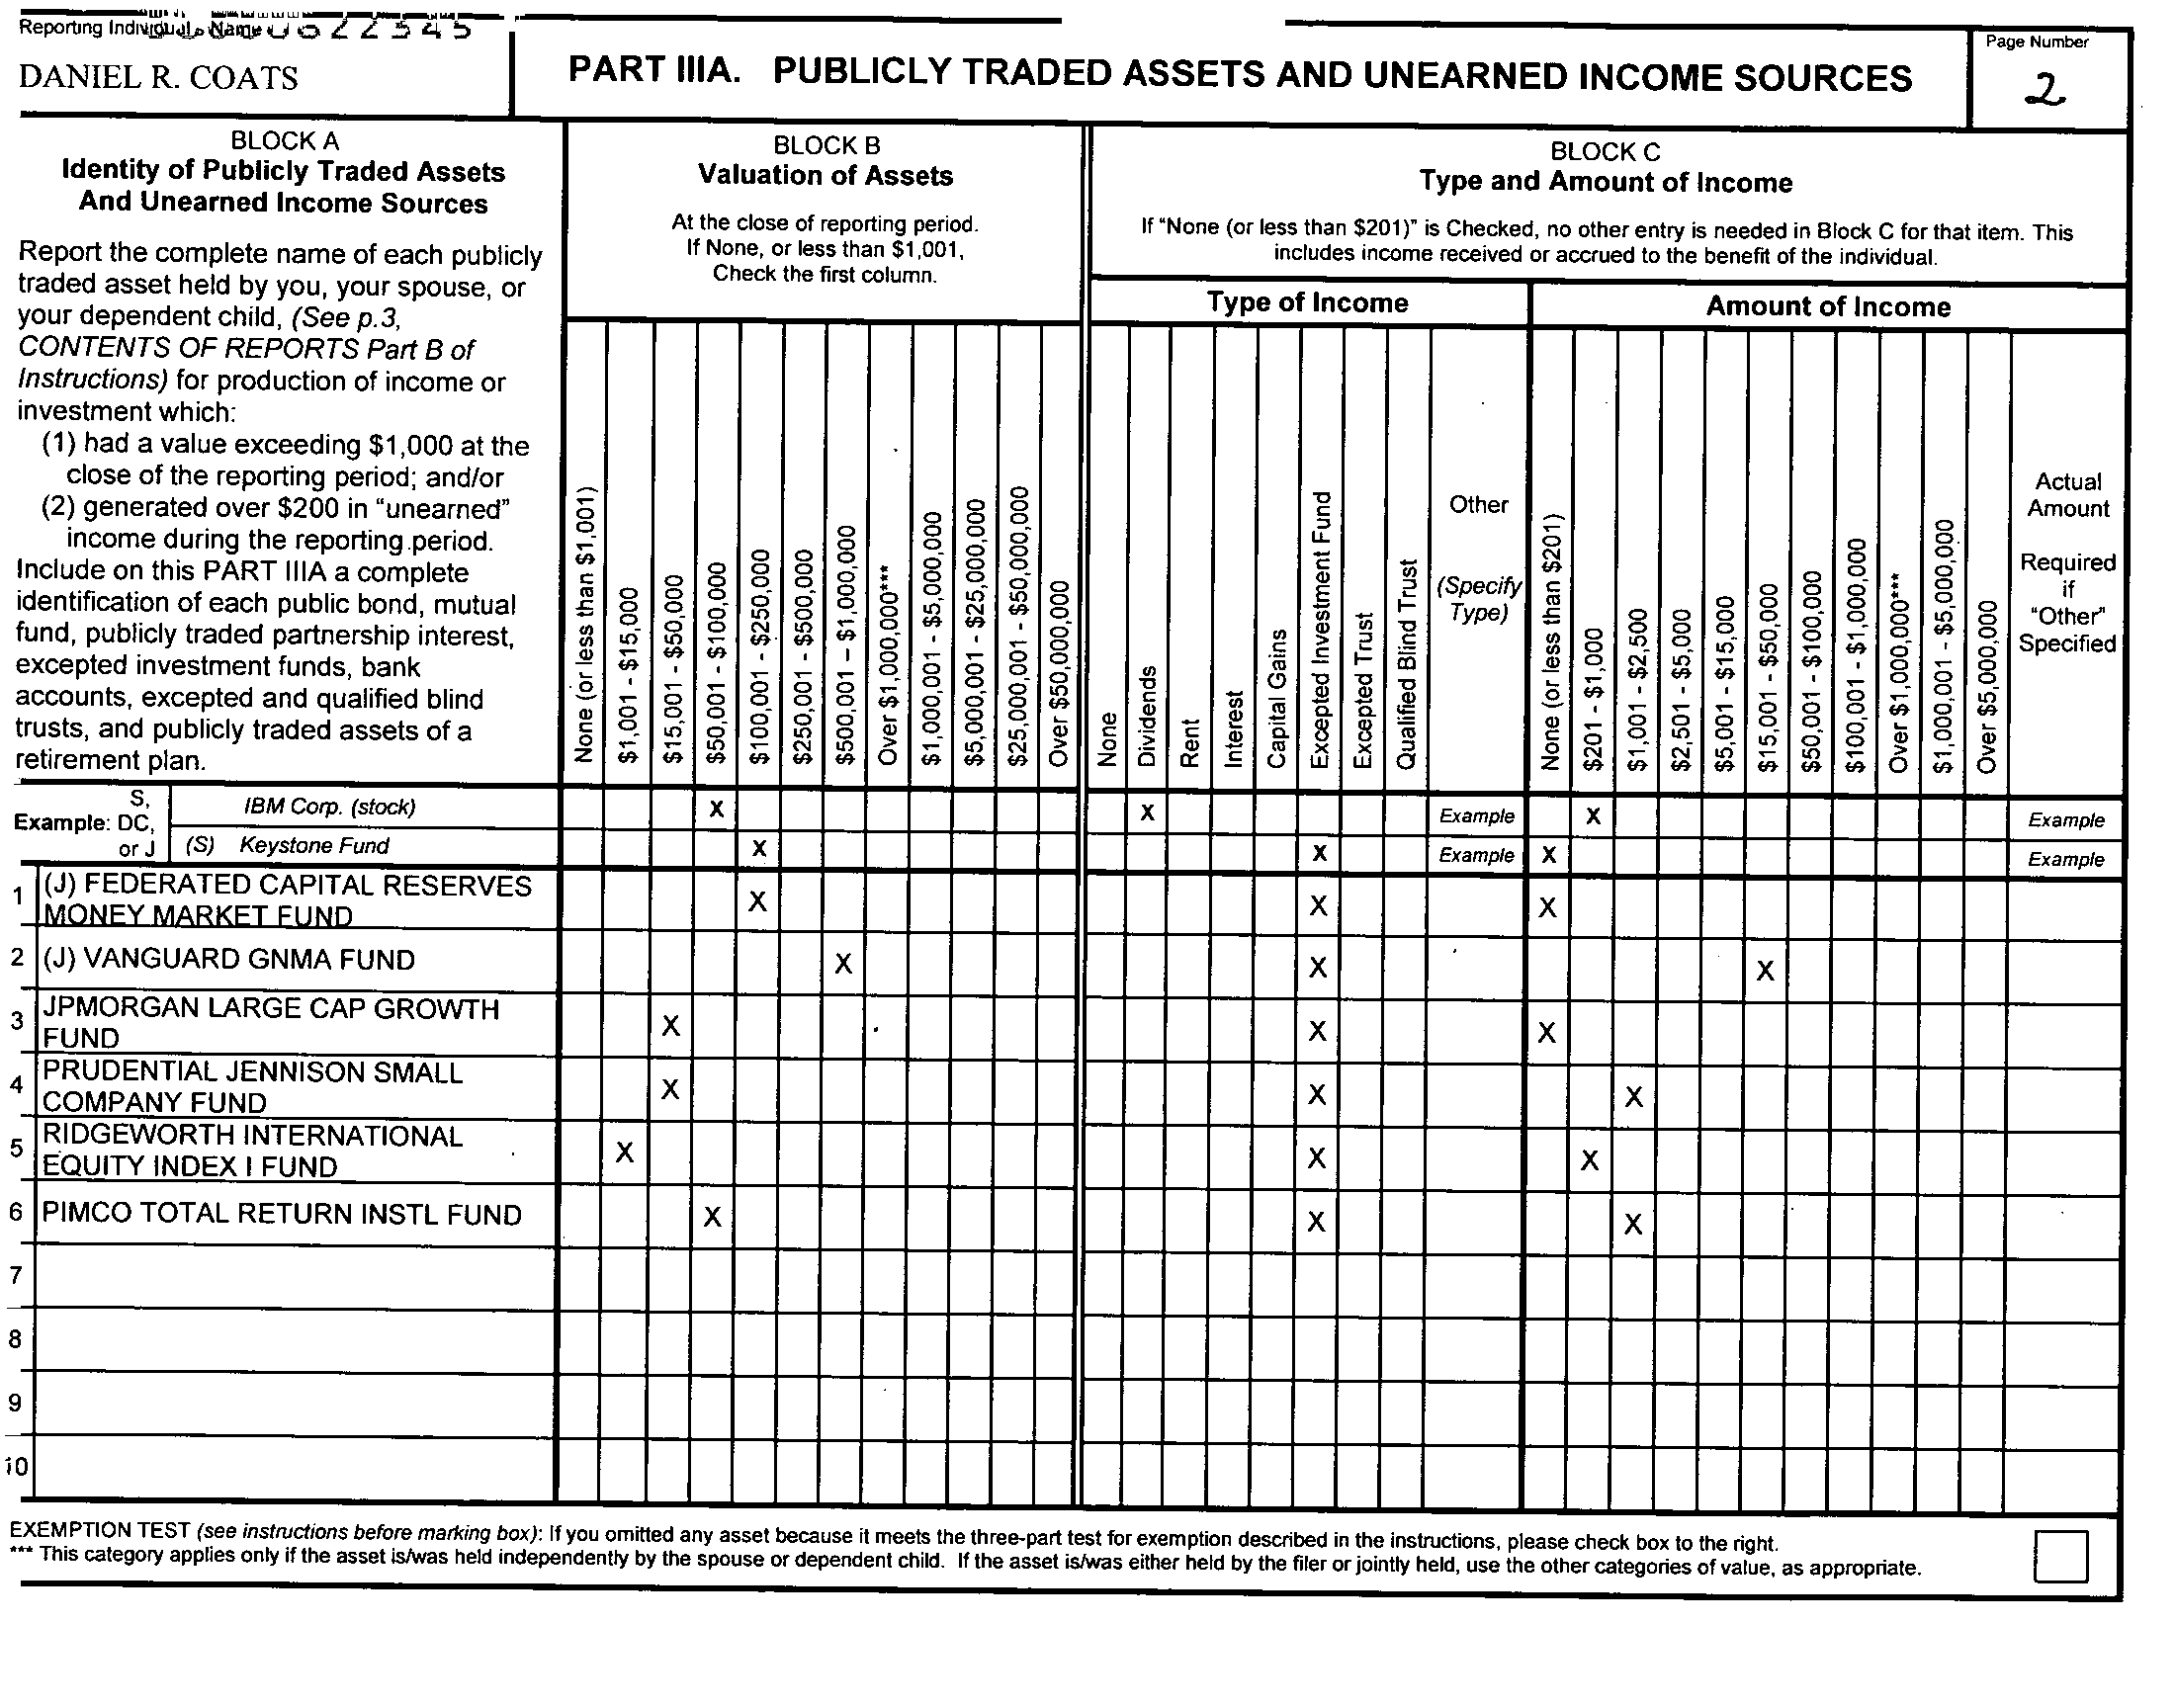 Reporting Individual's Name
DANIEL R. COATS
PART IIIA. PUBLICLY TRADED ASSETS AND UNEARNED INCOME SOURCES
Page Number
2
BLOCK A
Identity of Publicly Traded Assets
And Unearned Income Sources
Report the complete name of each publicly
traded asset held by you, your spouse, or
your dependent child, (See p.3,
CONTENTS OF REPORTS Part B of
Instructions) for production of income or
investment which:
(1) had a value exceeding $1,000 at the
close of the reporting period; and/or
(2) generated over $200 in "unearned"
income during the reporting period.
Include on this PART IIIA a complete
identification of each public bond, mutual
fund, publicly traded partnership interest,
excepted investment funds, bank
accounts, excepted and qualified blind
trusts, and publicly traded assets of a
retirement plan.
BLOCK B
Valuation of Assets
At the close of reporting period.
If None, or less than $1,001,
Check the first column.
None (or less than $1,001)
$1,001 - $15,000
$15,001 - $50,000
$50,001 - $100,000
$100,001 - $250,000
$250,001 - $500,000
$500,001 – $1,000,000
Over $1,000,000***
$1,000,001 - $5,000,000
$5,000,001 - $25,000,000
$25,000,001 - $50,000,000
Over $50,000,000
BLOCK C
Type and Amount of Income
If "None (or less than $201)" is Checked, no other entry is needed in Block C for that item. This
includes income received or accrued to the benefit of the individual.
Type of Income
None
Dividends
Rent
Interest
Capital Gains
Excepted Investment Fund
Excepted Trust
Qualified Blind Trust
Other
(Specify
Type)
Amount of Income
None (or less than $201)
$201 - $1,000
$1,001 - $2,500
$2,501 - $5,000
$5,001 - $15,000
$15,001 - $50,000
$50,001 - $100,000
$100,001 - $1,000,000
Over $1,000,000***
$1,000,001 - $5,000,000
Over $5,000,000
Actual
Amount
Required
if
"Other"
Specified
Example: S, DC, or J
IBM Corp. (stock) X X Example X Example
(S) Keystone Fund X X Example X Example
1 (J) FEDERATED CAPITAL RESERVES
MONEY MARKET FUND X X X
2 (J) VANGUARD GNMA FUND X X X
3 JPMORGAN LARGE CAP GROWTH
FUND X X X
4 PRUDENTIAL JENNISON SMALL
COMPANY FUND X X X
5 RIDGEWORTH INTERNATIONAL
EQUITY INDEX I FUND X X X
6 PIMCO TOTAL RETURN INSTL FUND X X X
7
8
9
10
EXEMPTION TEST (see instructions before marking box): If you omitted any asset because it meets the three-part test for exemption described in the instructions, please check box to the right.
*** This category applies only if the asset is/was held independently by the spouse or dependent child. If the asset is/was either held by the filer or jointly held, use the other categories of value, as appropriate.